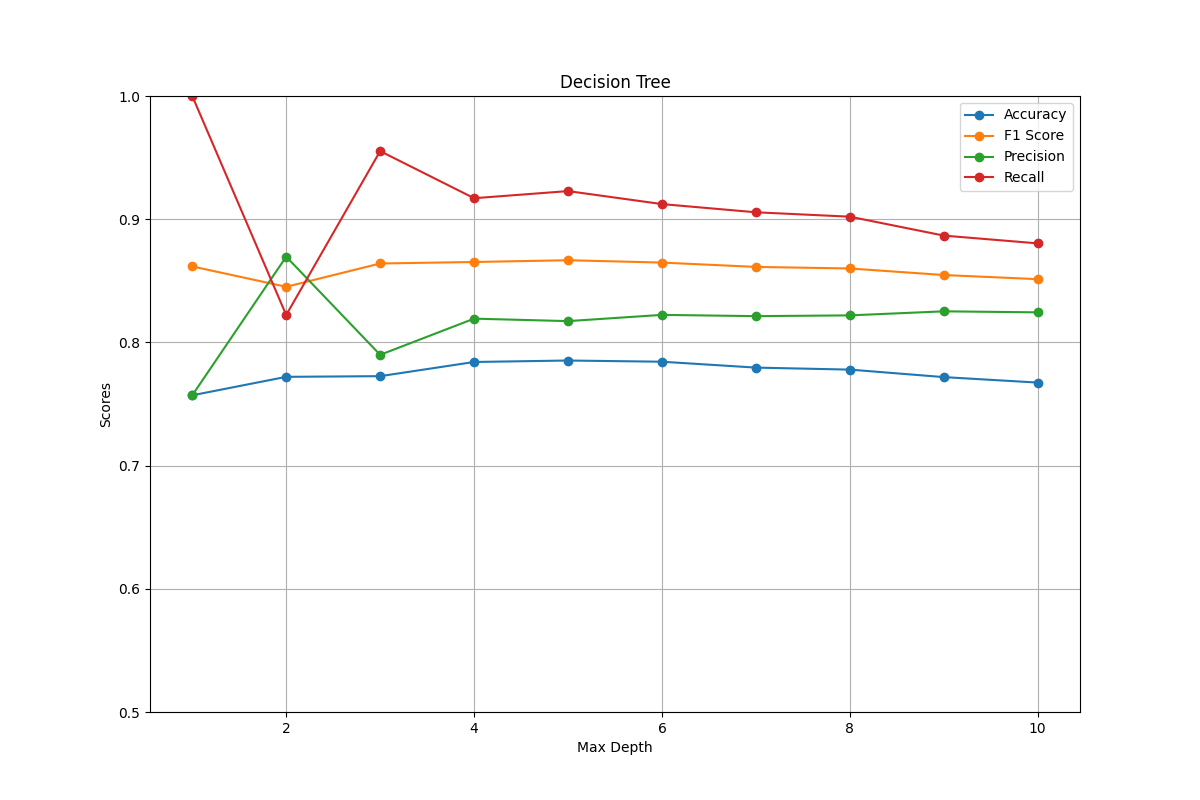 Decision Tree
Accuracy
F1 Score
Precision
Recall
1.0
0.9
0.8
0.7
0.6
0.5
Scores
2 4 6 8 10
Max Depth